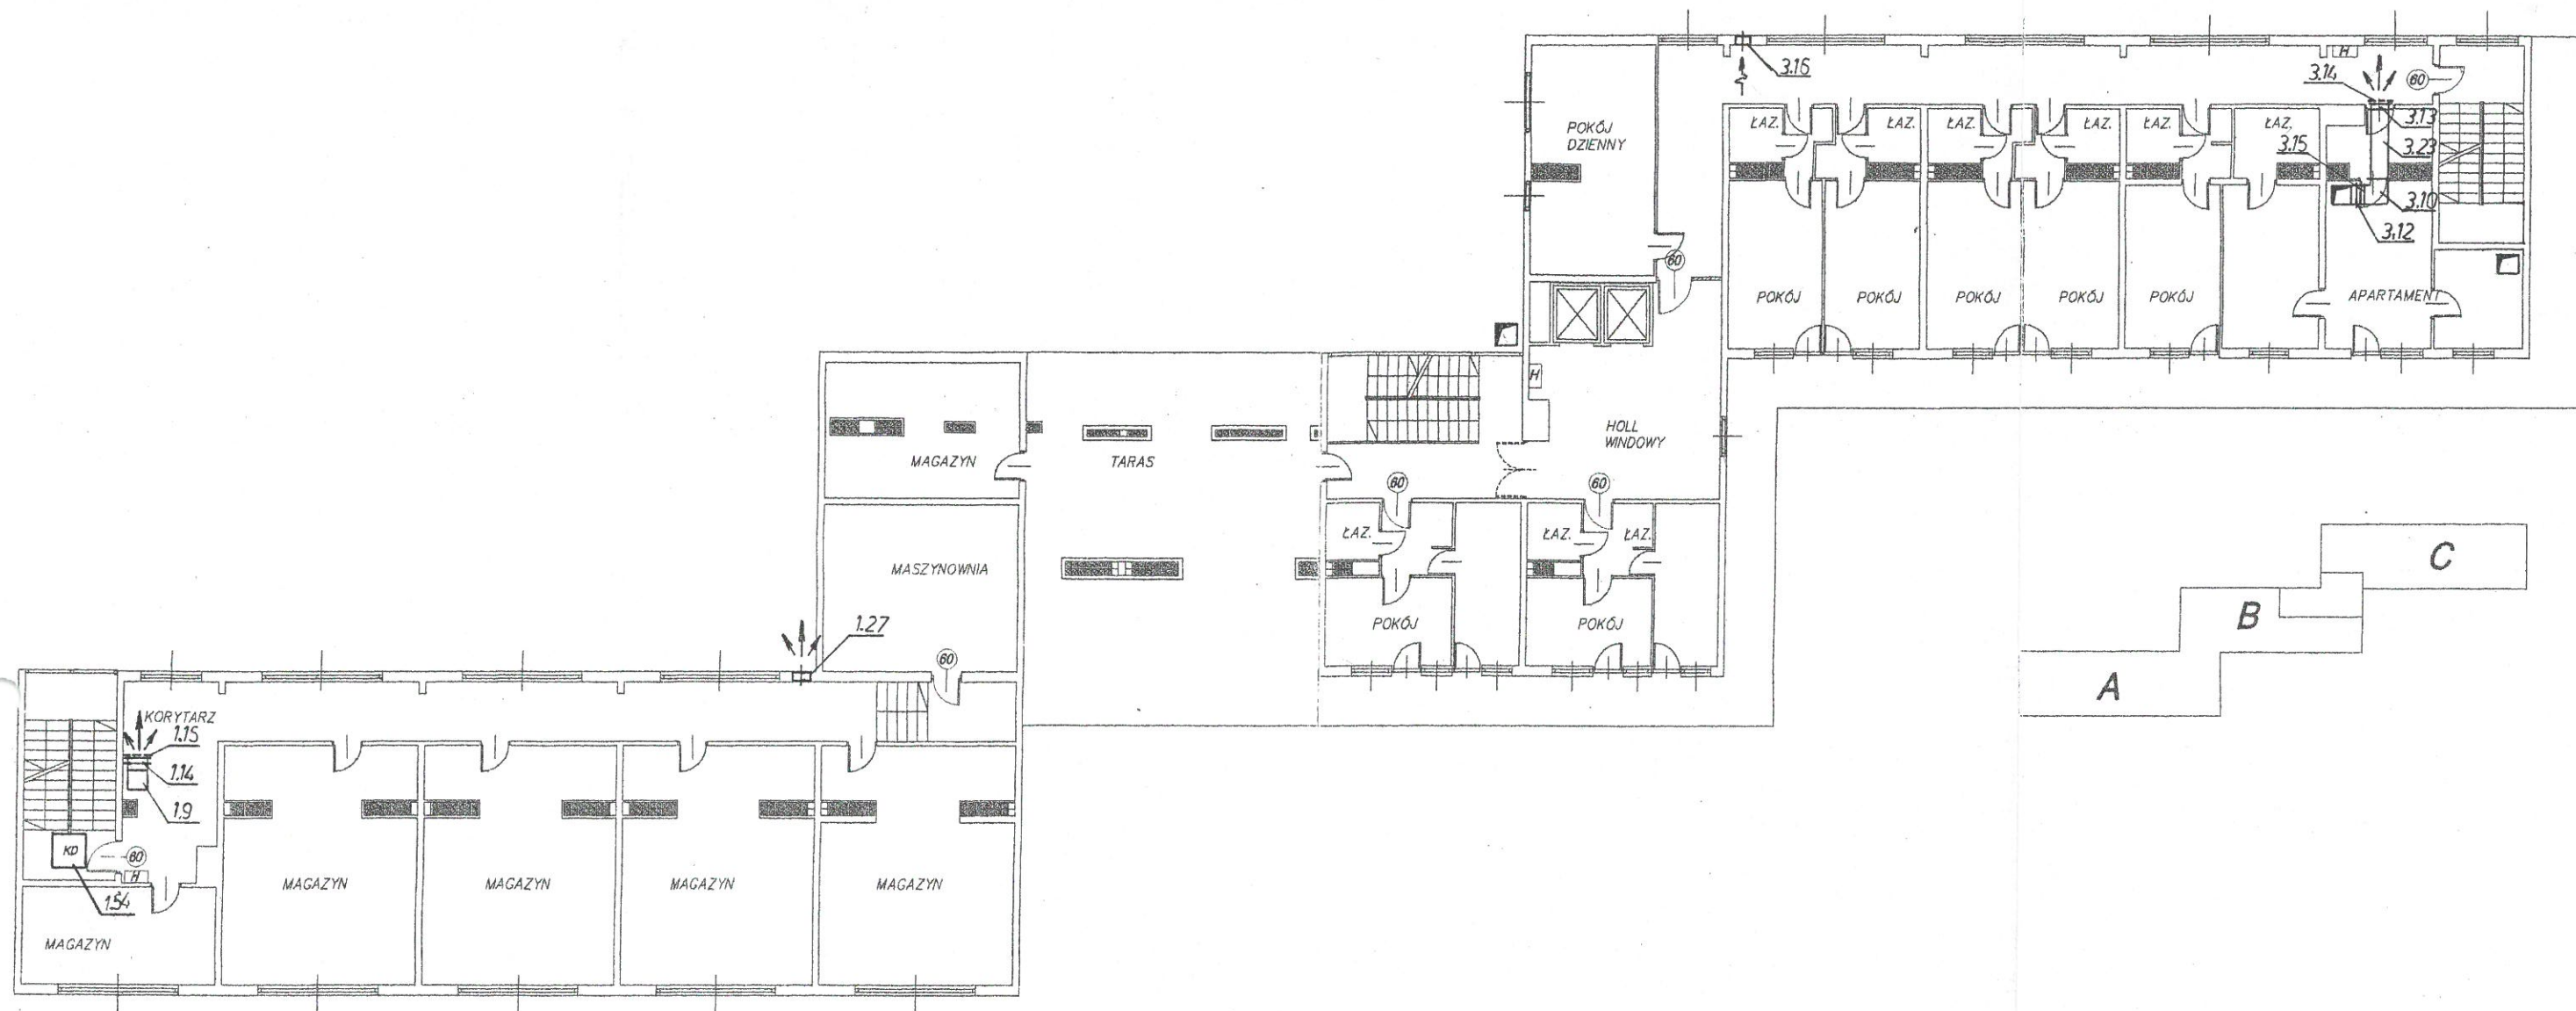 3.16
3.14
H
60
POKÓJ
DZIENNY
ŁAZ.
ŁAZ.
ŁAZ.
ŁAZ.
ŁAZ.
ŁAZ.
3.13
3.15
3.23
3.10
3.12
60
POKÓJ
POKÓJ
POKÓJ
POKÓJ
POKÓJ
APARTAMENT
H
HOLL
WINDOWY
MAGAZYN
TARAS
60
60
ŁAZ.
ŁAZ.
ŁAZ.
MASZYNOWNIA
POKÓJ
POKÓJ
C
B
A
1.27
60
KORYTARZ
1.15
1.14
1.9
KD
60
H
1.54
MAGAZYN
MAGAZYN
MAGAZYN
MAGAZYN
MAGAZYN